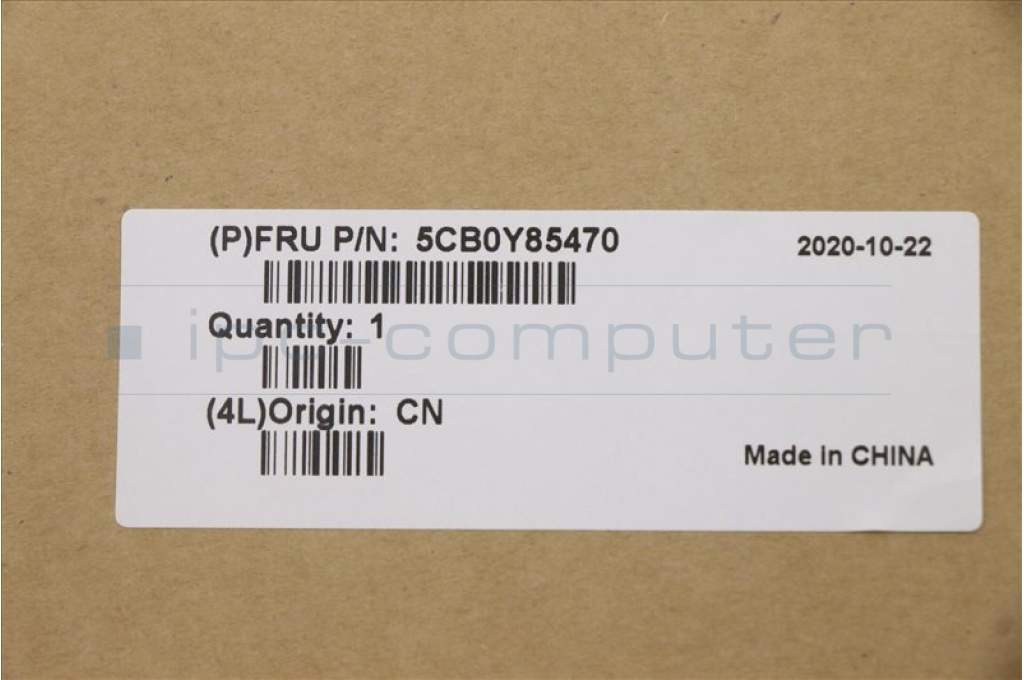 (P)FRU P/N: 5CB0Y85470
2020-10-22
Quantity: 1
ipc-computer
(4L)Origin: CN
Made in CHINA